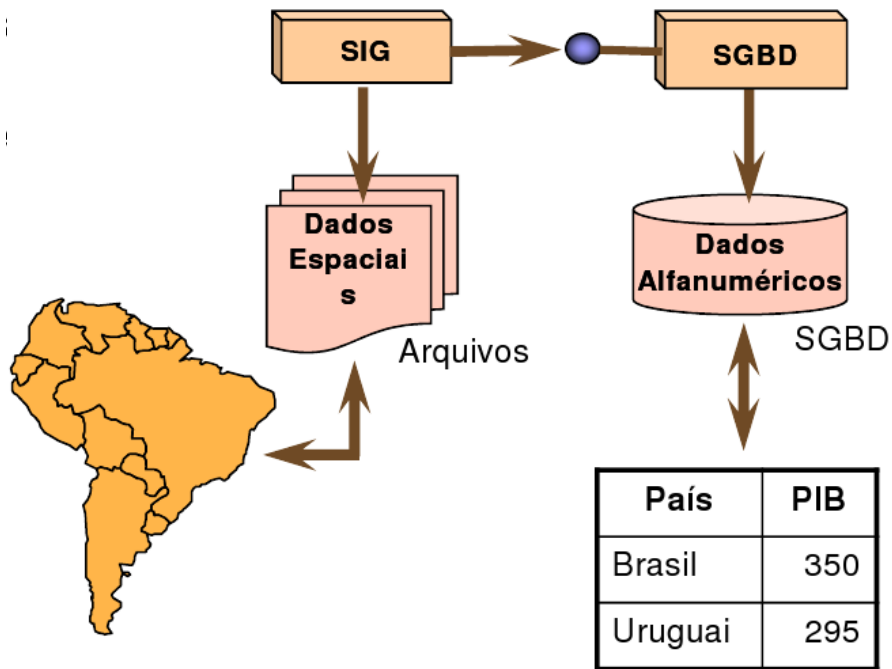 SIG
SGBD
Dados
Espaciai
s
Arquivos
Dados
Alfanuméricos
SGBD
País PIB
Brasil 350
Uruguai 295